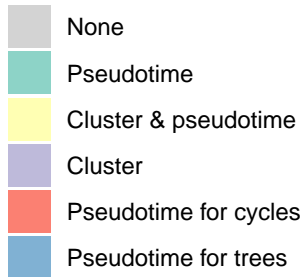 None
Pseudotime
Cluster & pseudotime
Cluster
Pseudotime for cycles
Pseudotime for trees